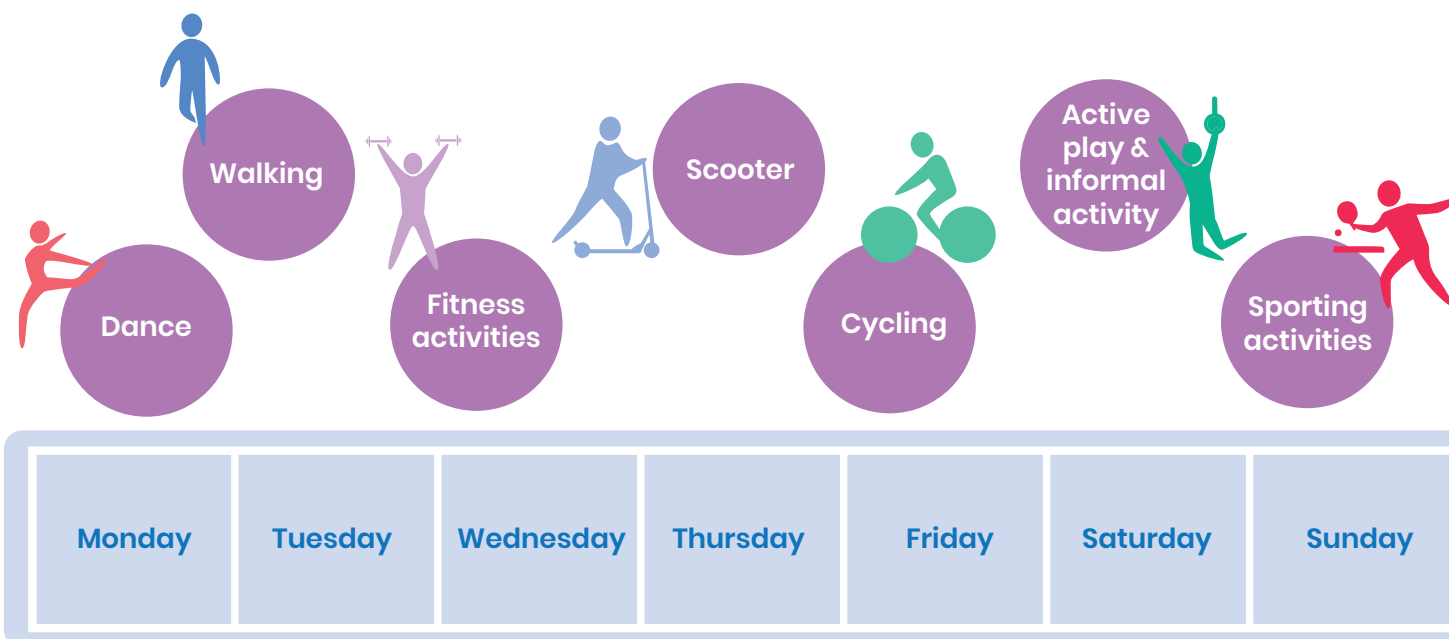 Dance
Walking
Fitness
activities
Scooter
Cycling
Active
play &
informal
activity
Sporting
activities
Monday
Tuesday
Wednesday
Thursday
Friday
Saturday
Sunday